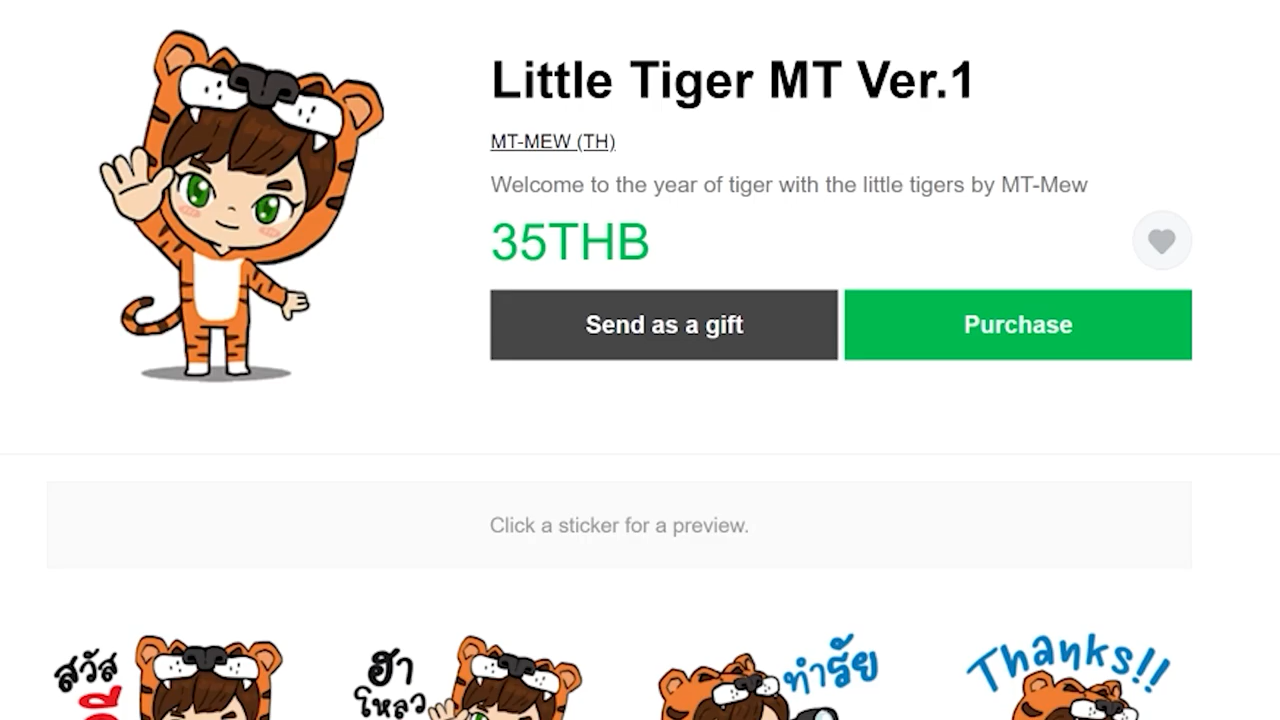 Little Tiger MT Ver.1
MT-MEW (TH)
Welcome to the year of tiger with the little tigers by MT-Mew
35THB
Send as a gift
Purchase
Click a sticker for a preview.
สวัส
ฮา
โหลว
ทำรัย
Thanks!!